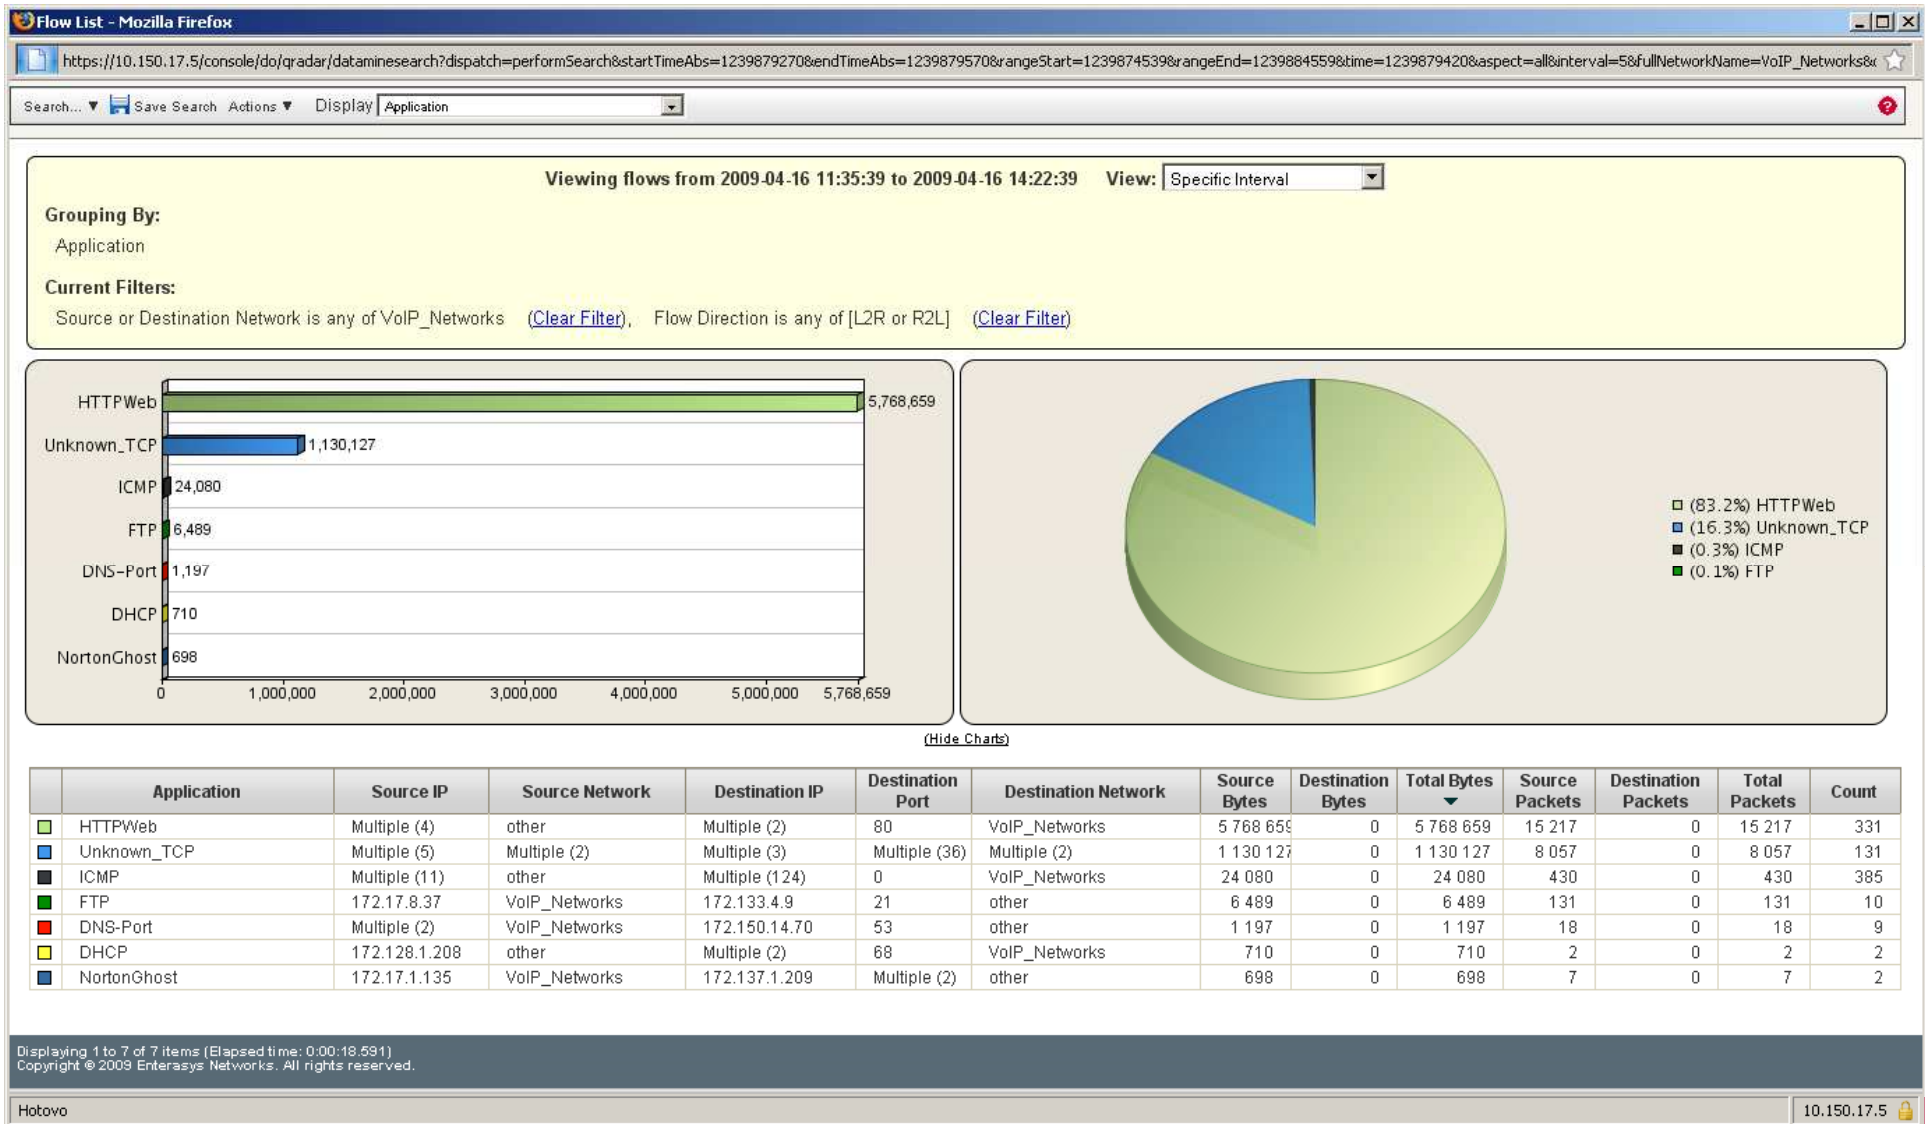 Flow List - Mozilla Firefox
https://10.150.17.5/console/do/qradar/dataminesearch?dispatch=performSearch&startTimeAbs=1239879270&endTimeAbs=1239879570&rangeStart=1239874539&rangeEnd=1239884559&time=1239879420&aspect=all&interval=5&fullNetworkName=VoIP_Networks&
Search... ▼ Save Search Actions ▼ Display Application ?
Viewing flows from 2009-04-16 11:35:39 to 2009-04-16 14:22:39 View: Specific Interval
Grouping By:
Application
Current Filters:
Source or Destination Network is any of VoIP_Networks (Clear Filter), Flow Direction is any of [L2R or R2L] (Clear Filter)
HTTPWeb 5,768,659
Unknown_TCP 1,130,127
ICMP 24,080
FTP 6,489
DNS-Port 1,197
DHCP 710
NortonGhost 698
0 1,000,000 2,000,000 3,000,000 4,000,000 5,000,000 5,768,659
(83.2%) HTTPWeb
(16.3%) Unknown_TCP
(0.3%) ICMP
(0.1%) FTP
(Hide Charts)
Application Source IP Source Network Destination IP Destination Port Destination Network Source Bytes Destination Bytes Total Bytes Source Packets Destination Packets Total Packets Count
HTTPWeb Multiple (4) other Multiple (2) 80 VoIP_Networks 5 768 659 0 5 768 659 15 217 0 15 217 331
Unknown_TCP Multiple (5) Multiple (2) Multiple (3) Multiple (36) Multiple (2) 1 130 127 0 1 130 127 8 057 0 8 057 131
ICMP Multiple (11) other Multiple (124) 0 VoIP_Networks 24 080 0 24 080 430 0 430 385
FTP 172.17.8.37 VoIP_Networks 172.133.4.9 21 other 6 489 0 6 489 131 0 131 10
DNS-Port Multiple (2) VoIP_Networks 172.150.14.70 53 other 1 197 0 1 197 18 0 18 9
DHCP 172.128.1.208 other Multiple (2) 68 VoIP_Networks 710 0 710 2 0 2 2
NortonGhost 172.17.1.135 VoIP_Networks 172.137.1.209 Multiple (2) other 698 0 698 7 0 7 2
Displaying 1 to 7 of 7 items (Elapsed time: 0:00:18.591)
Copyright © 2009 Enterasys Networks. All rights reserved.
Hotovo 10.150.17.5